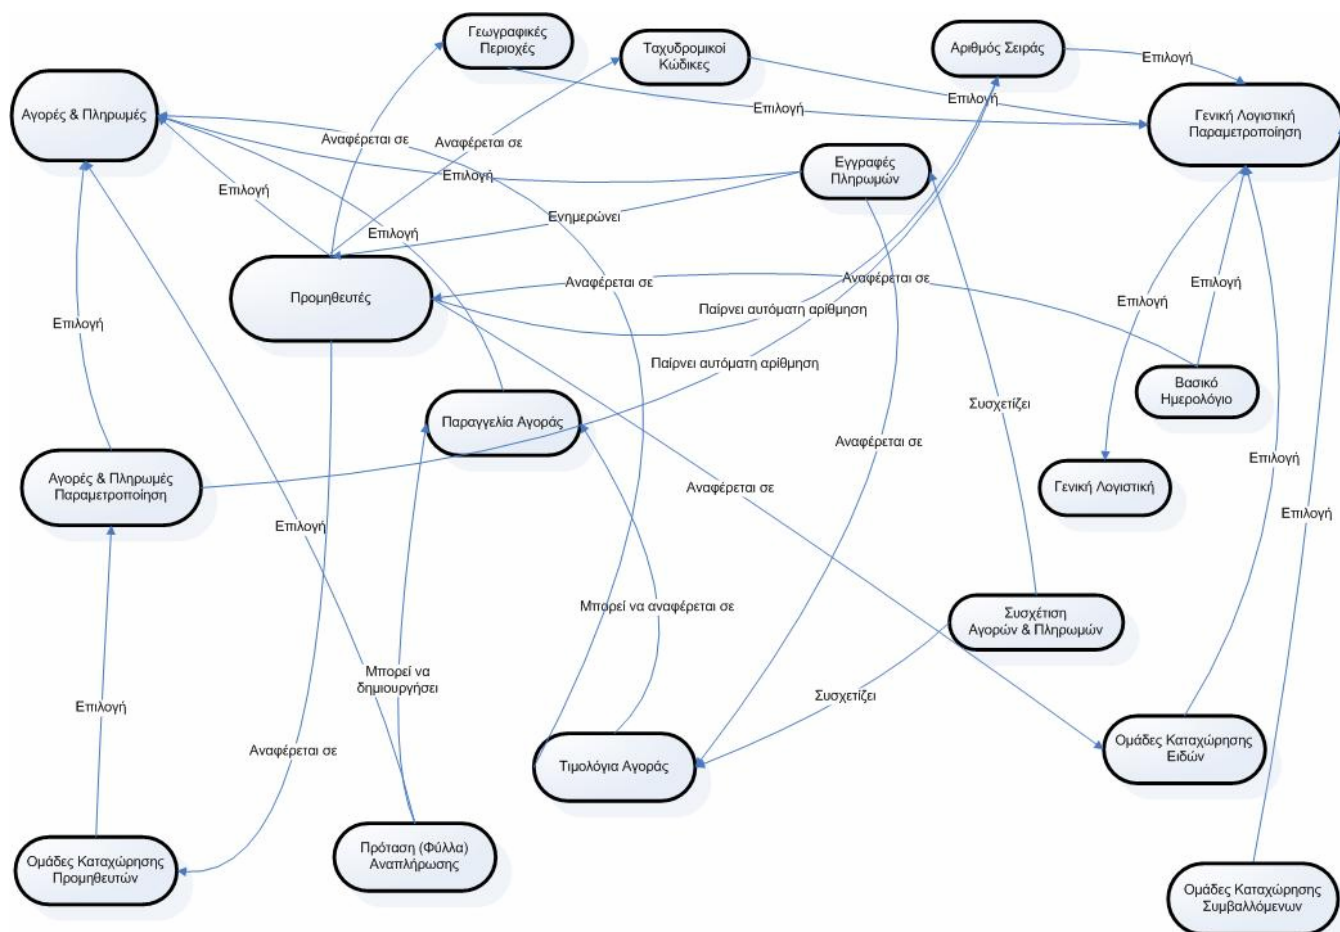 Γεωγραφικές
Περιοχές
Ταχυδρομικοί
Κώδικες
Αριθμός Σειράς
Επιλογή
Αγορές & Πληρωμές
Επιλογή
Επιλογή
Γενική Λογιστική
Παραμετροποίηση
Αναφέρεται σε
Αναφέρεται σε
Εγγραφές
Πληρωμών
Επιλογή
Επιλογή
Ενημερώνει
Επιλογή
Αναφέρεται σε
Αναφέρεται σε
Επιλογή
Προμηθευτές
Επιλογή
Παίρνει αυτόματη αρίθμηση
Επιλογή
Παίρνει αυτόματη αρίθμηση
Βασικό
Ημερολόγιο
Συσχετίζει
Παραγγελία Αγοράς
Αναφέρεται σε
Επιλογή
Αγορές & Πληρωμές
Παραμετροποίηση
Αναφέρεται σε
Γενική Λογιστική
Επιλογή
Επιλογή
Μπορεί να αναφέρεται σε
Συσχέτιση
Αγορών & Πληρωμών
Μπορεί να
δημιουργήσει
Συσχετίζει
Επιλογή
Αναφέρεται σε
Τιμολόγια Αγοράς
Ομάδες Καταχώρησης
Ειδών
Ομάδες Καταχώρησης
Προμηθευτών
Πρόταση (Φύλλα)
Αναπλήρωσης
Ομάδες Καταχώρησης
Συμβαλλόμενων